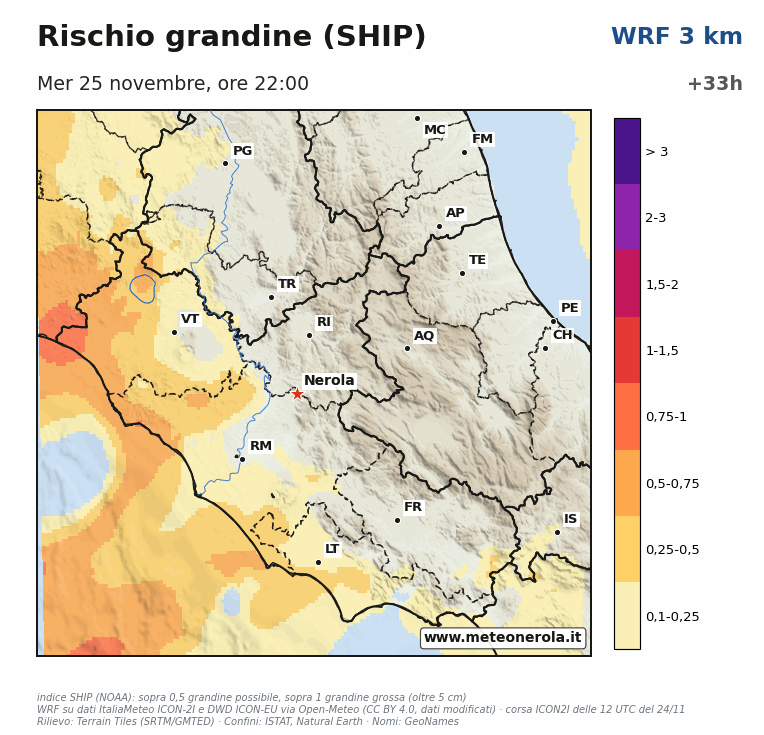 Rischio grandine (SHIP)
WRF 3 km
Mer 25 novembre, ore 22:00
+33h
MC
FM
PG
AP
TE
TR
PE
VT
RI
AQ
CH
Nerola
RM
FR
IS
LT
www.meteonerola.it
> 3
2-3
1,5-2
1-1,5
0,75-1
0,5-0,75
0,25-0,5
0,1-0,25
indice SHIP (NOAA): sopra 0,5 grandine possibile, sopra 1 grandine grossa (oltre 5 cm)
WRF su dati ItaliaMeteo ICON-2I e DWD ICON-EU via Open-Meteo (CC BY 4.0, dati modificati) · corsa ICON2I delle 12 UTC del 24/11
Rilievo: Terrain Tiles (SRTM/GMTED) · Confini: ISTAT, Natural Earth · Nomi: GeoNames